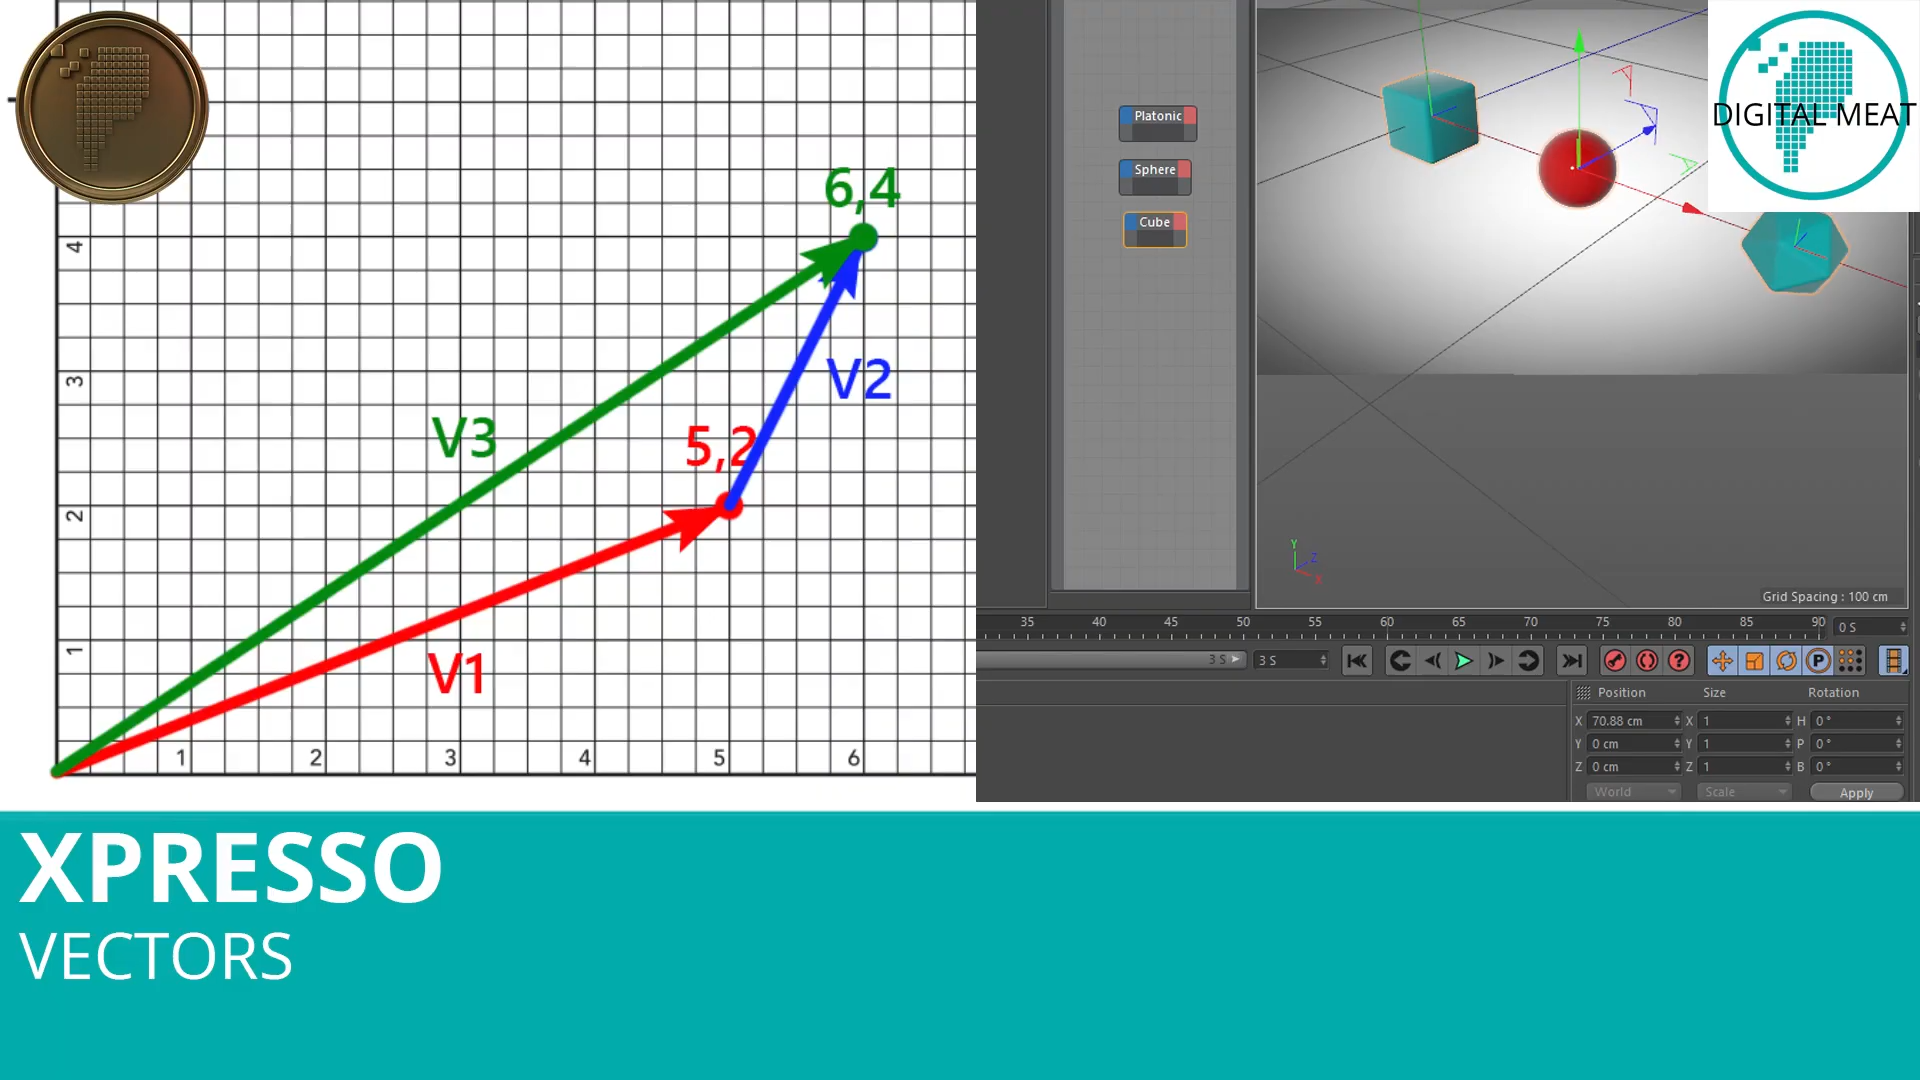 6,4
V2
V3
5,2
V1
4
3
2
1
1 2 3 4 5 6
Platonic
Sphere
Cube
DIGITAL MEAT
Y
Z
X
Grid Spacing : 100 cm
35 40 45 50 55 60 65 70 75 80 85 90
0 S
3 S
3 S
P
Position Size Rotation
X 70.88 cm X 1 H 0 °
Y 0 cm Y 1 P 0 °
Z 0 cm Z 1 B 0 °
World Scale Apply
XPRESSO
VECTORS